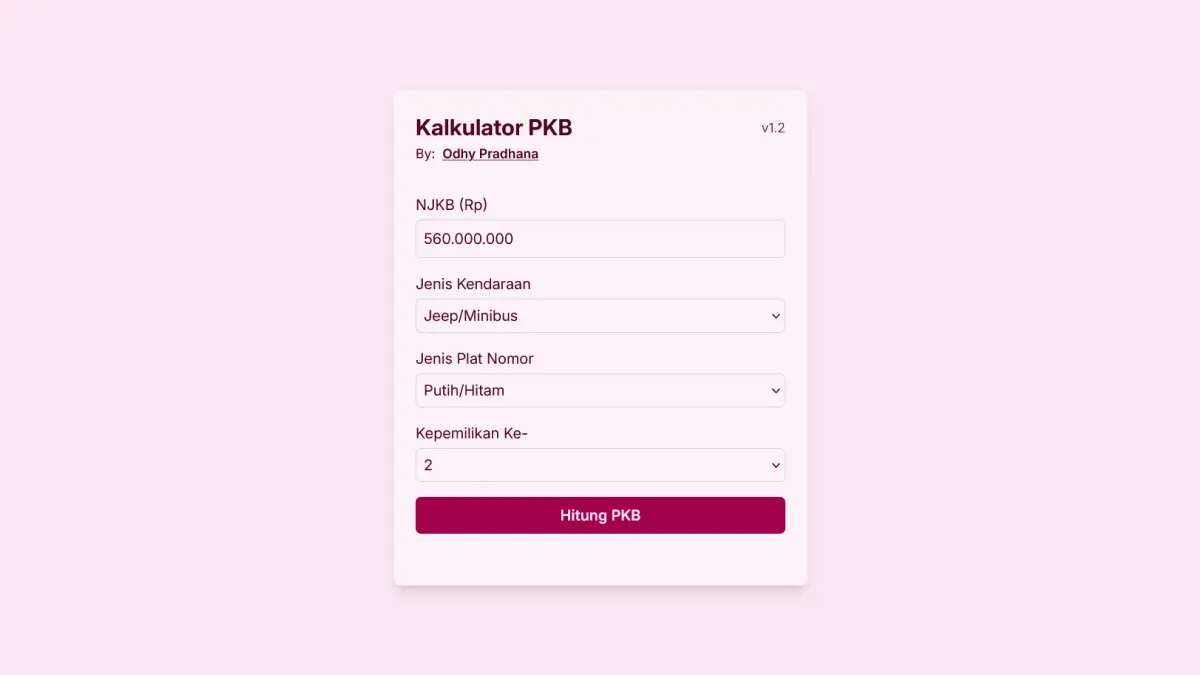 Kalkulator PKB
v1.2
By: Odhy Pradhana
NJKB (Rp)
560.000.000
Jenis Kendaraan
Jeep/Minibus
Jenis Plat Nomor
Putih/Hitam
Kepemilikan Ke-
2
Hitung PKB